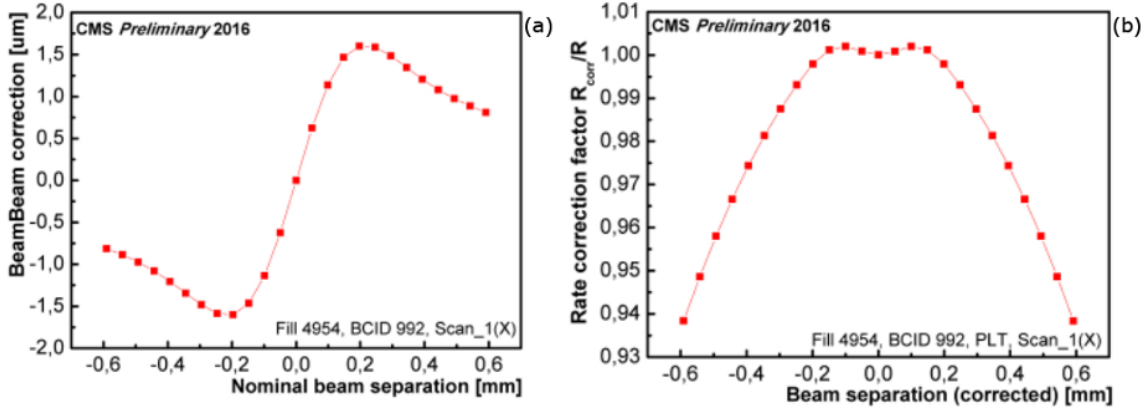 CMS Preliminary 2016
(a)
BeamBeam correction [um]
2,0
1,5
1,0
0,5
0,0
-0,5
-1,0
-1,5
-2,0
Fill 4954, BCID 992, Scan_1(X)
-0,6 -0,4 -0,2 0,0 0,2 0,4 0,6
Nominal beam separation [mm]
CMS Preliminary 2016
(b)
Rate correction factor Rcorr/R
1,01
1,00
0,99
0,98
0,97
0,96
0,95
0,94
0,93
Fill 4954, BCID 992, PLT, Scan_1(X)
-0,6 -0,4 -0,2 0,0 0,2 0,4 0,6
Beam separation (corrected) [mm]